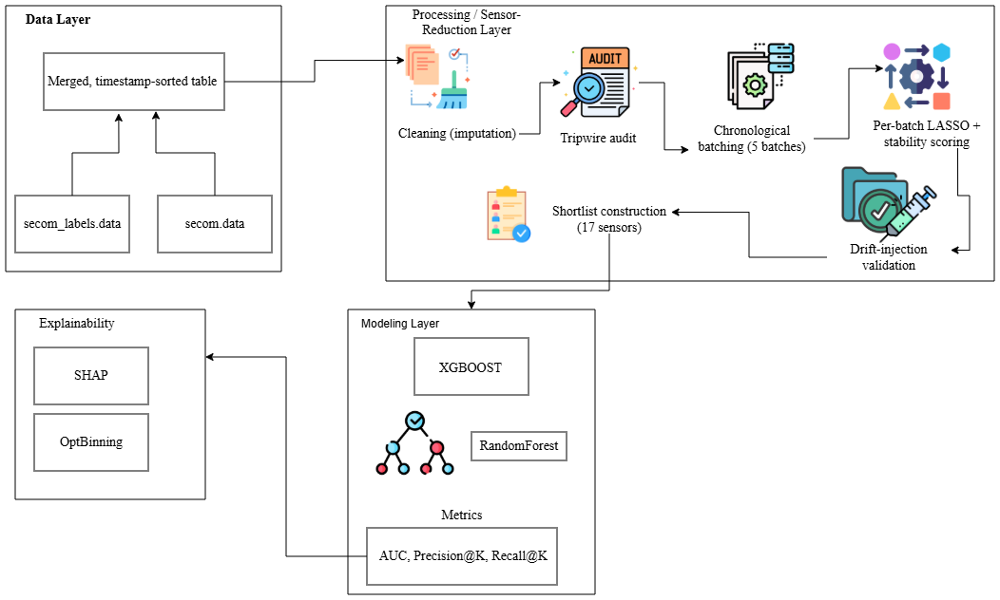 Data Layer
Merged, timestamp-sorted table
secom_labels.data
secom.data
Processing / Sensor-
Reduction Layer
Cleaning (imputation)
AUDIT
Tripwire audit
Chronological
batching (5 batches)
Per-batch LASSO +
stability scoring
Drift-injection
validation
Shortlist construction
(17 sensors)
Explainability
SHAP
OptBinning
Modeling Layer
XGBOOST
RandomForest
Metrics
AUC, Precision@K, Recall@K